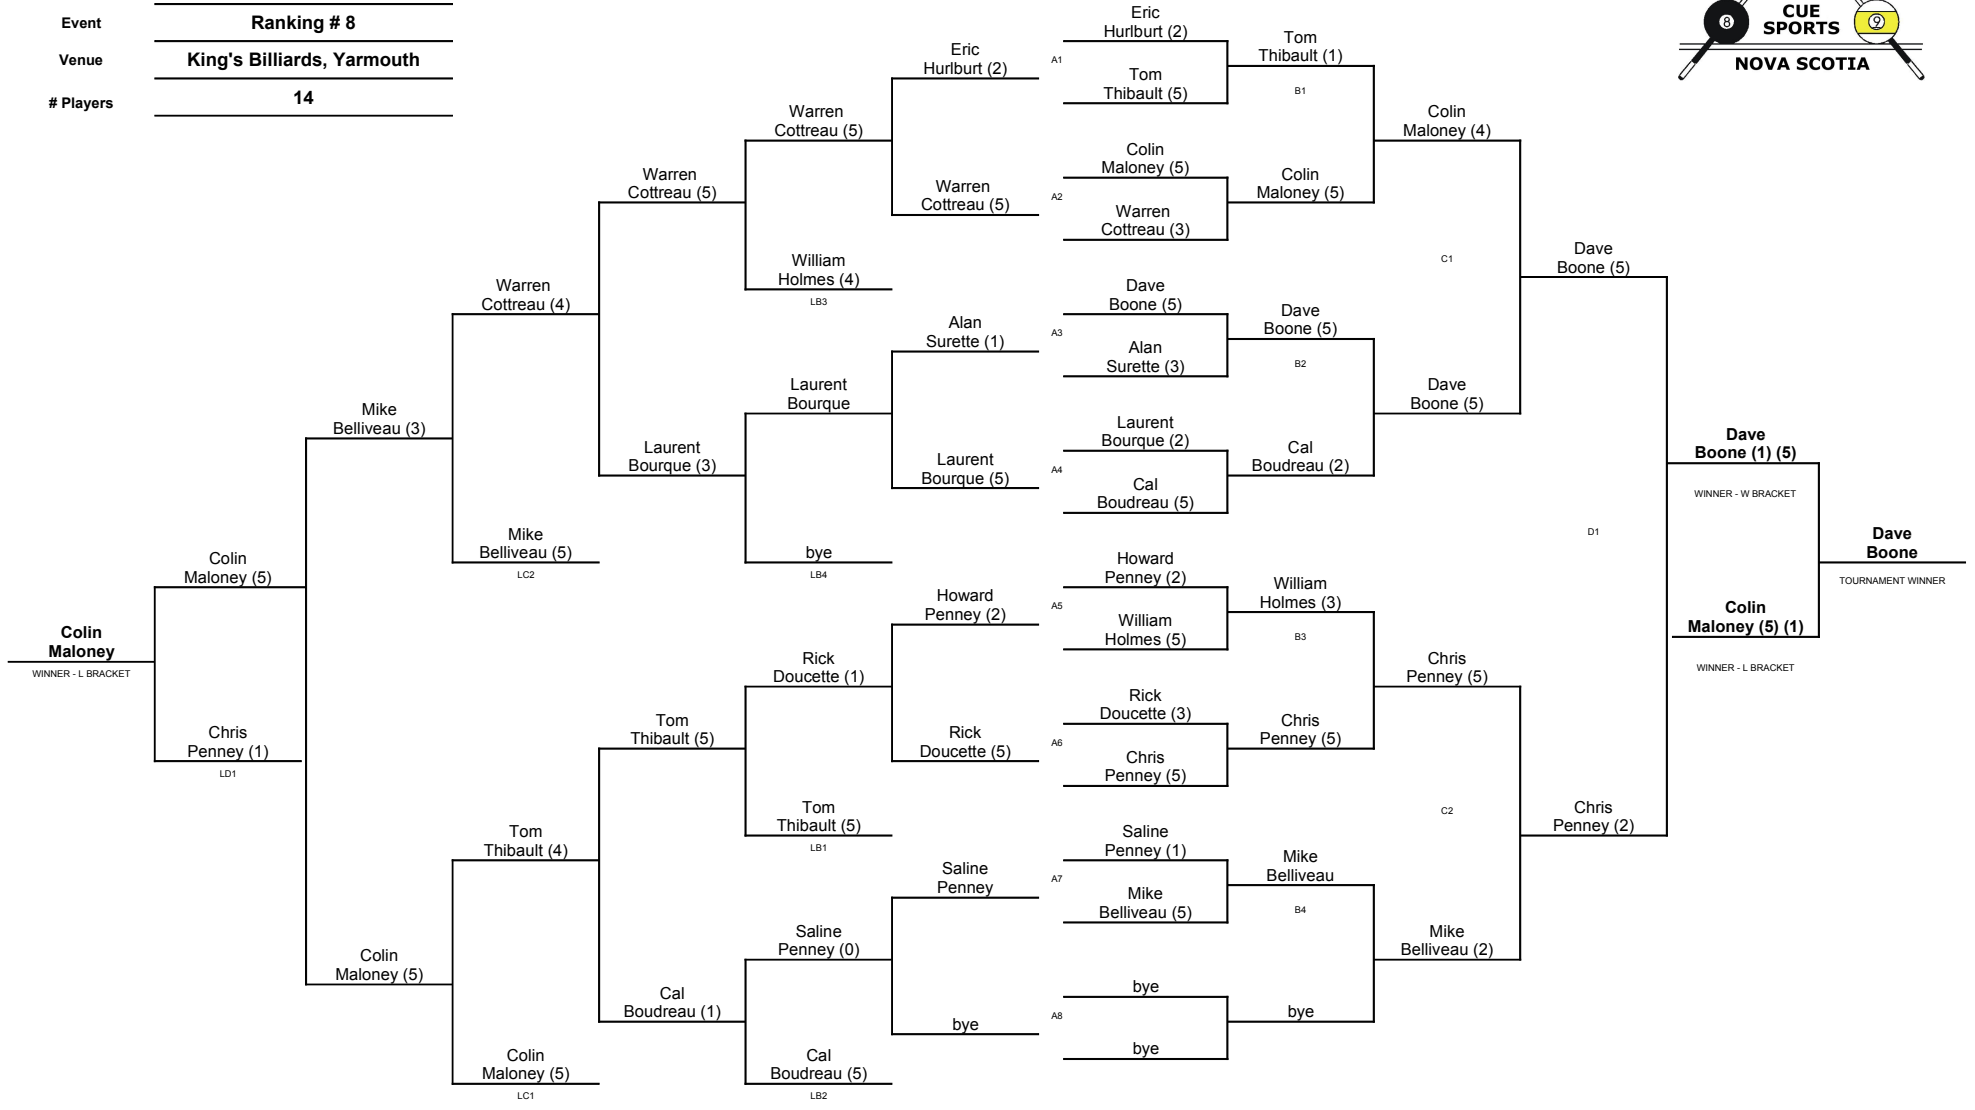 Event
Ranking # 8
Venue
King's Billiards, Yarmouth
# Players
14
8
CUE
SPORTS
9
NOVA SCOTIA
Eric
Hurlburt (2)
A1
Tom
Thibault (5)
Colin
Maloney (5)
A2
Warren
Cottreau (3)
Dave
Boone (5)
A3
Alan
Surette (3)
Laurent
Bourque (2)
A4
Cal
Boudreau (5)
Howard
Penney (2)
A5
William
Holmes (5)
Rick
Doucette (3)
A6
Chris
Penney (5)
Saline
Penney (1)
A7
Mike
Belliveau (5)
bye
A8
bye
Tom
Thibault (1)
B1
Colin
Maloney (5)
Dave
Boone (5)
B2
Cal
Boudreau (2)
William
Holmes (3)
B3
Chris
Penney (5)
Mike
Belliveau
B4
bye
Colin
Maloney (4)
C1
Dave
Boone (5)
Chris
Penney (5)
C2
Mike
Belliveau (2)
Dave
Boone (5)
D1
Chris
Penney (2)
Dave
Boone (1) (5)
WINNER - W BRACKET
Colin
Maloney (5) (1)
WINNER - L BRACKET
Dave
Boone
TOURNAMENT WINNER
Eric
Hurlburt (2)
Warren
Cottreau (5)
Alan
Surette (1)
Laurent
Bourque (5)
Howard
Penney (2)
Rick
Doucette (5)
Saline
Penney
bye
Warren
Cottreau (5)
William
Holmes (4)
LB3
Laurent
Bourque
bye
LB4
Rick
Doucette (1)
Tom
Thibault (5)
LB1
Saline
Penney (0)
Cal
Boudreau (5)
LB2
Warren
Cottreau (5)
Laurent
Bourque (3)
Tom
Thibault (5)
Cal
Boudreau (1)
Warren
Cottreau (4)
Mike
Belliveau (5)
LC2
Tom
Thibault (4)
Colin
Maloney (5)
LC1
Mike
Belliveau (3)
Colin
Maloney (5)
Colin
Maloney (5)
Chris
Penney (1)
LD1
Colin
Maloney
WINNER - L BRACKET